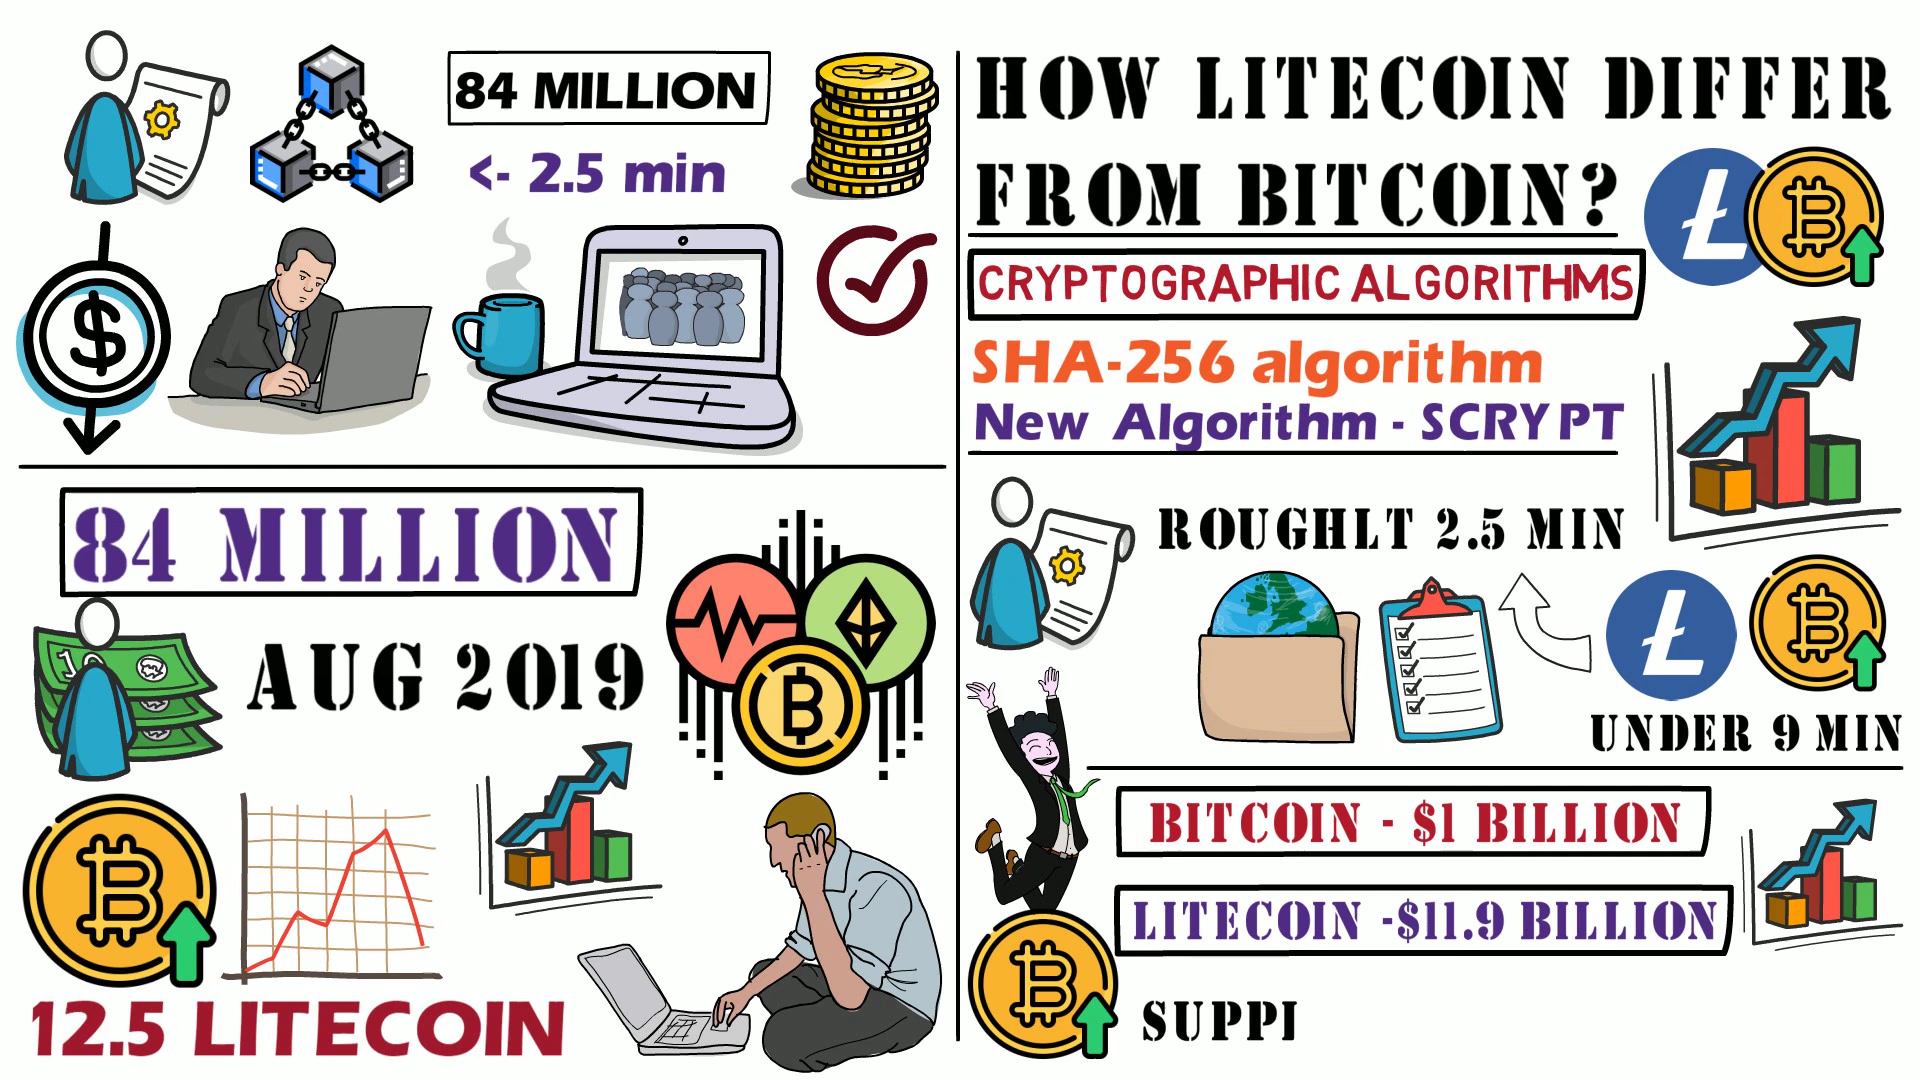 84 MILLION
<- 2.5 min
84 MILLION
AUG 2019
12.5 LITECOIN
HOW LITECOIN DIFFER
FROM BITCOIN?
CRYPTOGRAPHIC ALGORITHMS
SHA-256 algorithm
New Algorithm - SCRYPT
ROUGHLT 2.5 MIN
UNDER 9 MIN
BITCOIN - $1 BILLION
LITECOIN -$11.9 BILLION
SUPPI